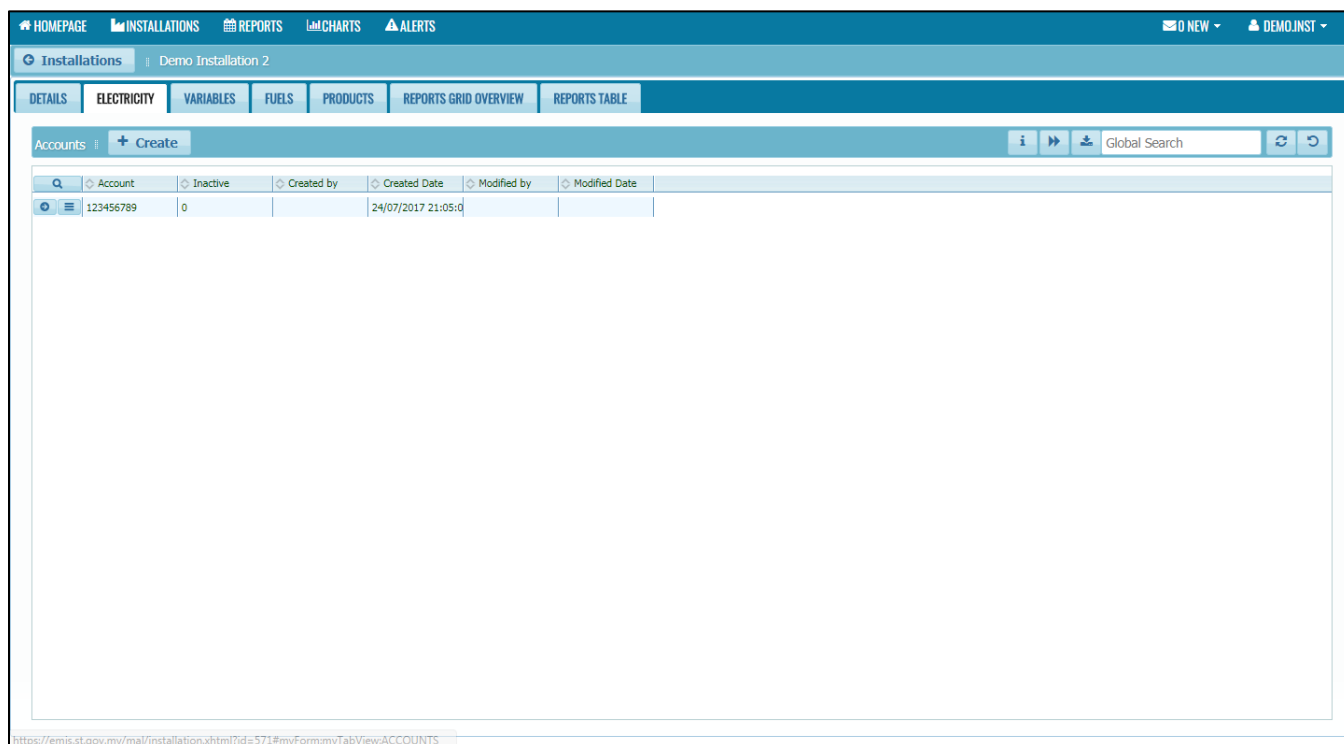 HOMEPAGE INSTALLATIONS REPORTS CHARTS ALERTS 0 NEW DEMO.INST
Installations Demo Installation 2
DETAILS ELECTRICITY VARIABLES FUELS PRODUCTS REPORTS GRID OVERVIEW REPORTS TABLE
Accounts + Create i Global Search
Account Inactive Created by Created Date Modified by Modified Date
123456789 0 24/07/2017 21:05:0
https://emis.st.gov.my/mal/installation.xhtml?id=571#myForm:myTabView:ACCOUNTS